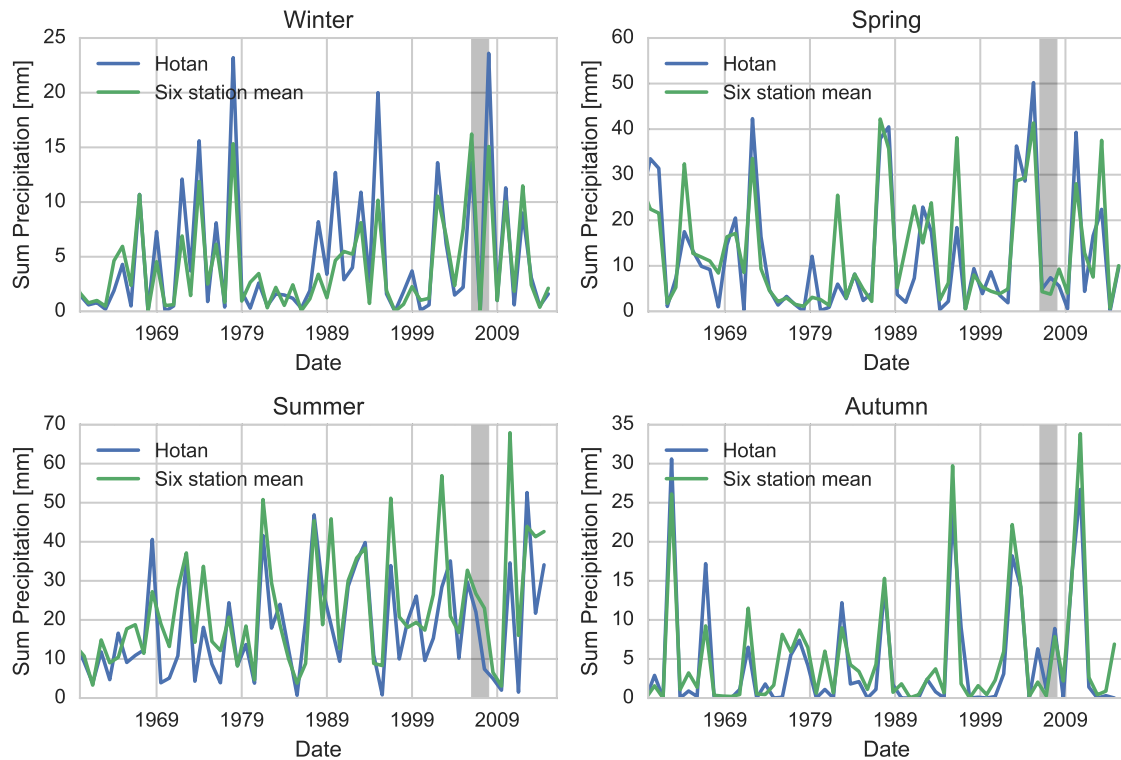 Winter
Sum Precipitation [mm]
25
20
15
10
5
0
Hotan
Six station mean
1969
1979
1989
1999
2009
Date
Spring
Sum Precipitation [mm]
60
50
40
30
20
10
0
Hotan
Six station mean
1969
1979
1989
1999
2009
Date
Summer
Sum Precipitation [mm]
70
60
50
40
30
20
10
0
Hotan
Six station mean
1969
1979
1989
1999
2009
Date
Autumn
Sum Precipitation [mm]
35
30
25
20
15
10
5
0
Hotan
Six station mean
1969
1979
1989
1999
2009
Date